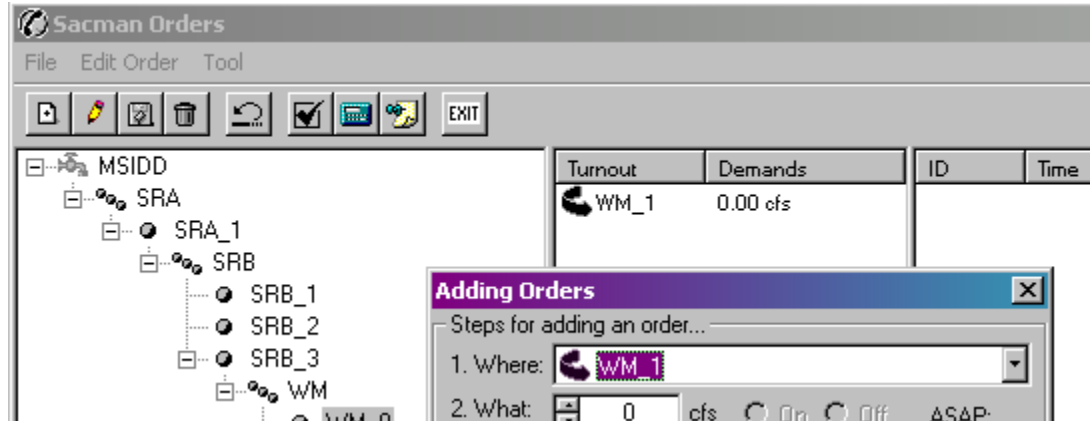 Sacman Orders
File Edit Order Tool
EXIT
MSIDD
SRA
SRA_1
SRB
SRB_1
SRB_2
SRB_3
WM
Turnout Demands
WM_1 0.00 cfs
ID Time
Adding Orders
Steps for adding an order...
1. Where: WM_1
2. What: 0 cfs On Off ASAP: